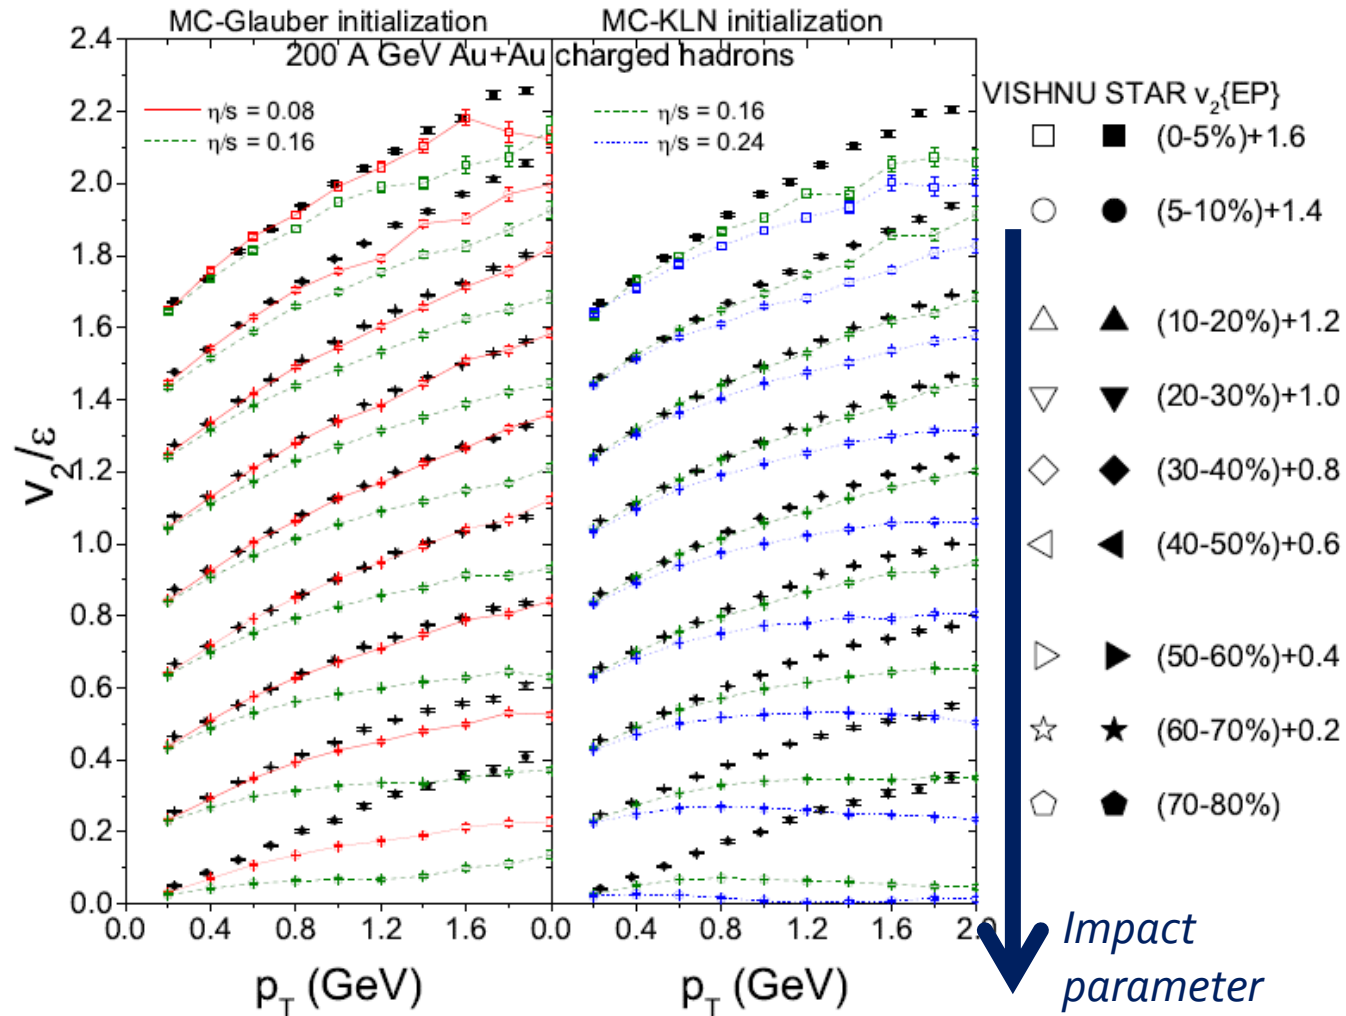 MC-Glauber initialization
MC-KLN initialization
200 A GeV Au+Au charged hadrons
η/s = 0.08
η/s = 0.16
η/s = 0.16
η/s = 0.24
VISHNU STAR v₂{EP}
(0-5%)+1.6
(5-10%)+1.4
(10-20%)+1.2
(20-30%)+1.0
(30-40%)+0.8
(40-50%)+0.6
(50-60%)+0.4
(60-70%)+0.2
(70-80%)
v₂/ε
2.4
2.2
2.0
1.8
1.6
1.4
1.2
1.0
0.8
0.6
0.4
0.2
0.0
0.0 0.4 0.8 1.2 1.6 0.0 0.4 0.8 1.2 1.6 2.
p_T (GeV)
p_T (GeV)
Impact
parameter